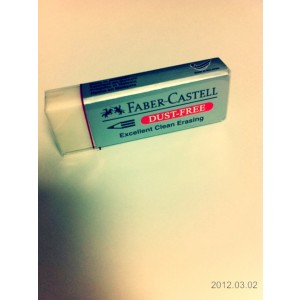 FABER-CASTELL
DUST-FREE
Excellent Clean Erasing
2012.03.02